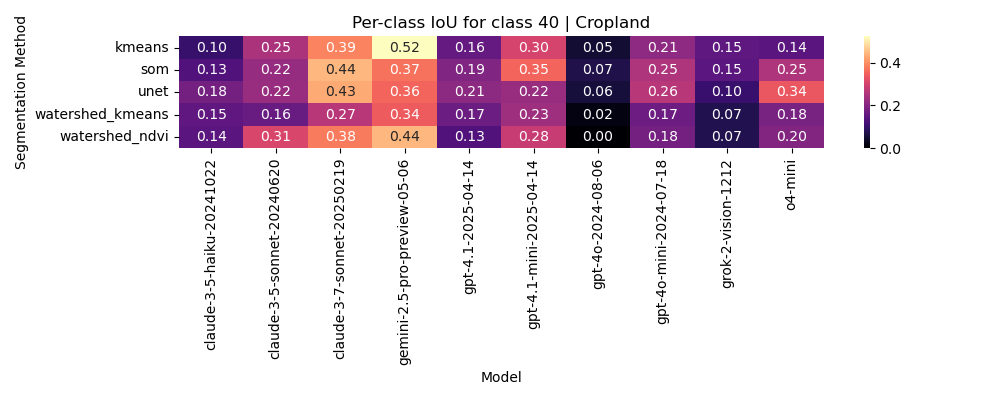 Per-class IoU for class 40 | Cropland
Segmentation Method
kmeans 0.10 0.25 0.39 0.52 0.16 0.30 0.05 0.21 0.15 0.14
som 0.13 0.22 0.44 0.37 0.19 0.35 0.07 0.25 0.15 0.25
unet 0.18 0.22 0.43 0.36 0.21 0.22 0.06 0.26 0.10 0.34
watershed_kmeans 0.15 0.16 0.27 0.34 0.17 0.23 0.02 0.17 0.07 0.18
watershed_ndvi 0.14 0.31 0.38 0.44 0.13 0.28 0.00 0.18 0.07 0.20
0.4
0.2
0.0
claude-3-5-haiku-20241022
claude-3-5-sonnet-20240620
claude-3-7-sonnet-20250219
gemini-2.5-pro-preview-05-06
gpt-4.1-2025-04-14
gpt-4.1-mini-2025-04-14
gpt-4o-2024-08-06
gpt-4o-mini-2024-07-18
grok-2-vision-1212
o4-mini
Model